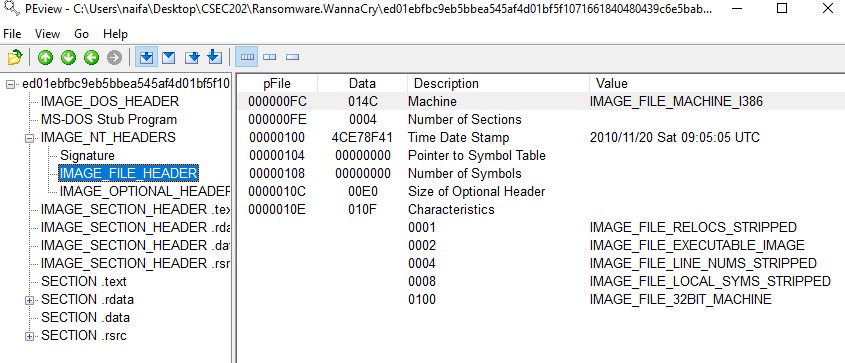 PEview - C:\Users\naifa\Desktop\CSEC202\Ransomware.WannaCry\ed01ebfbc9eb5bbea545af4d01bf5f1071661840480439c6e5bab...
File View Go Help
ed01ebfbc9eb5bbea545af4d01bf5f10
IMAGE_DOS_HEADER
MS-DOS Stub Program
IMAGE_NT_HEADERS
Signature
IMAGE_FILE_HEADER
IMAGE_OPTIONAL_HEADER
IMAGE_SECTION_HEADER .tex
IMAGE_SECTION_HEADER .rda
IMAGE_SECTION_HEADER .dat
IMAGE_SECTION_HEADER .rsr
SECTION .text
SECTION .rdata
SECTION .data
SECTION .rsrc
pFile Data Description Value
000000FC 014C Machine IMAGE_FILE_MACHINE_I386
000000FE 0004 Number of Sections
00000100 4CE78F41 Time Date Stamp 2010/11/20 Sat 09:05:05 UTC
00000104 00000000 Pointer to Symbol Table
00000108 00000000 Number of Symbols
0000010C 00E0 Size of Optional Header
0000010E 010F Characteristics
0001 IMAGE_FILE_RELOCS_STRIPPED
0002 IMAGE_FILE_EXECUTABLE_IMAGE
0004 IMAGE_FILE_LINE_NUMS_STRIPPED
0008 IMAGE_FILE_LOCAL_SYMS_STRIPPED
0100 IMAGE_FILE_32BIT_MACHINE